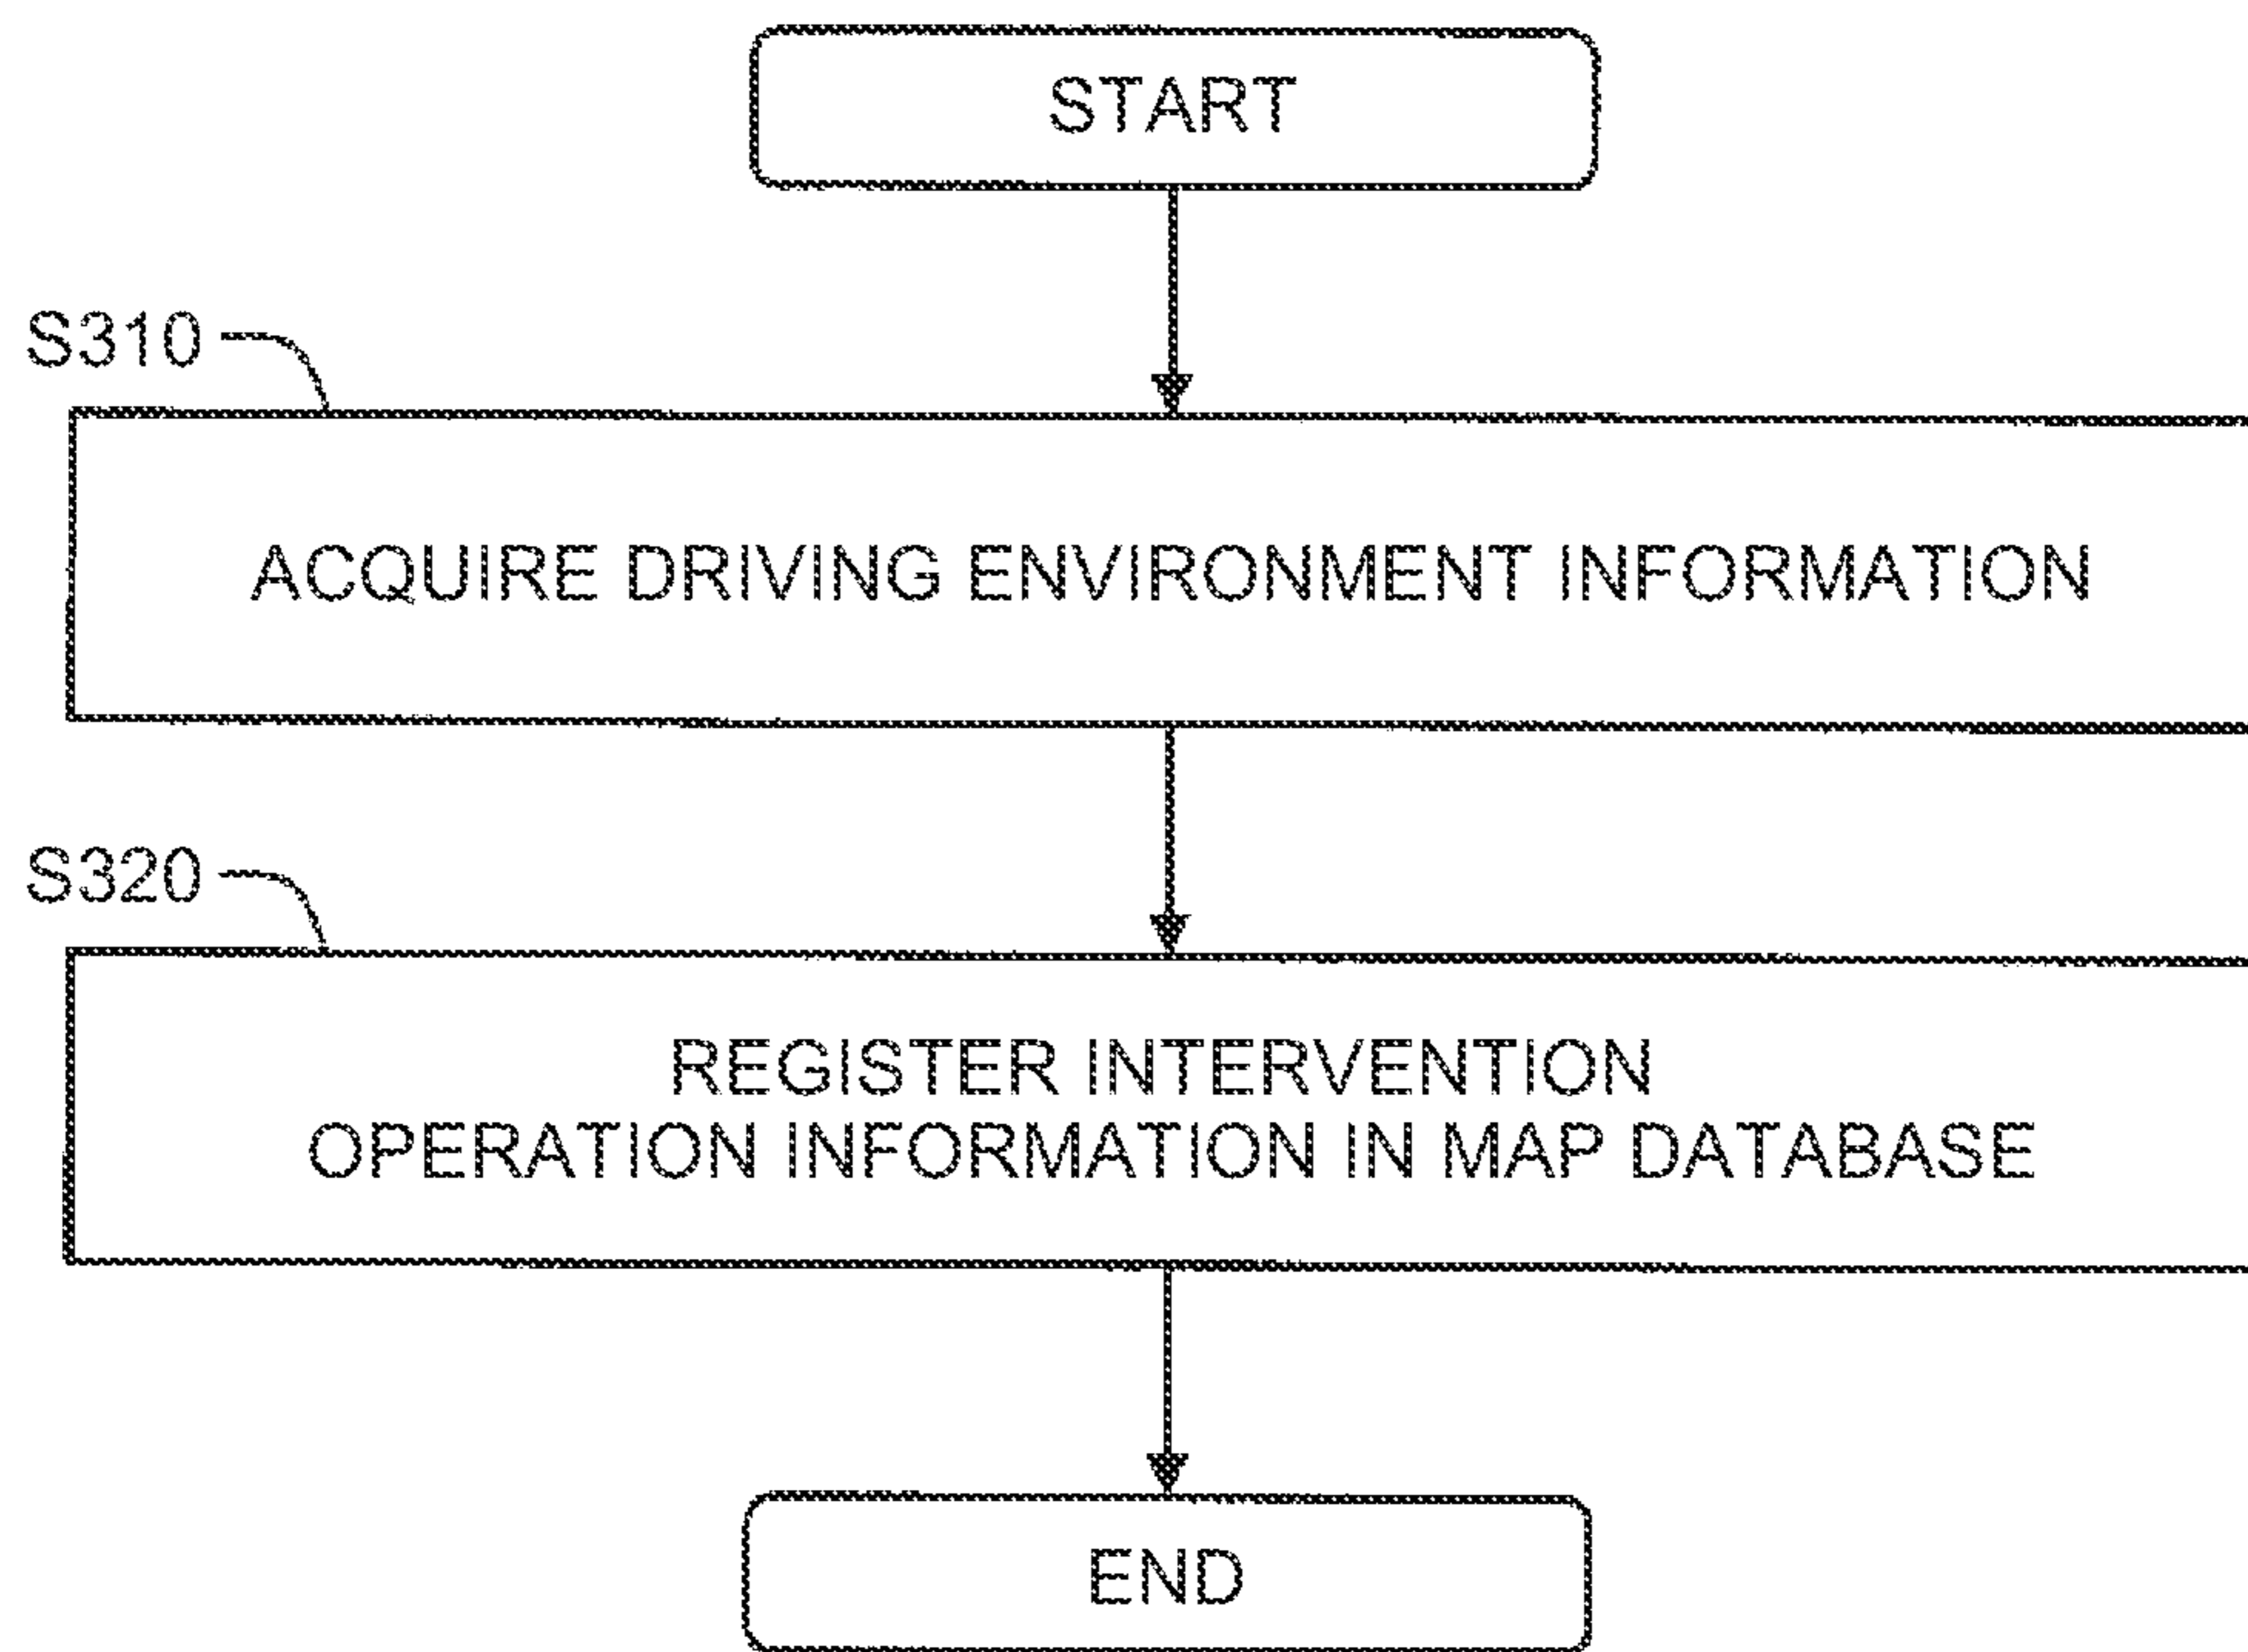 START
S310
ACQUIRE DRIVING ENVIRONMENT INFORMATION
S320
REGISTER INTERVENTION
OPERATION INFORMATION IN MAP DATABASE
END